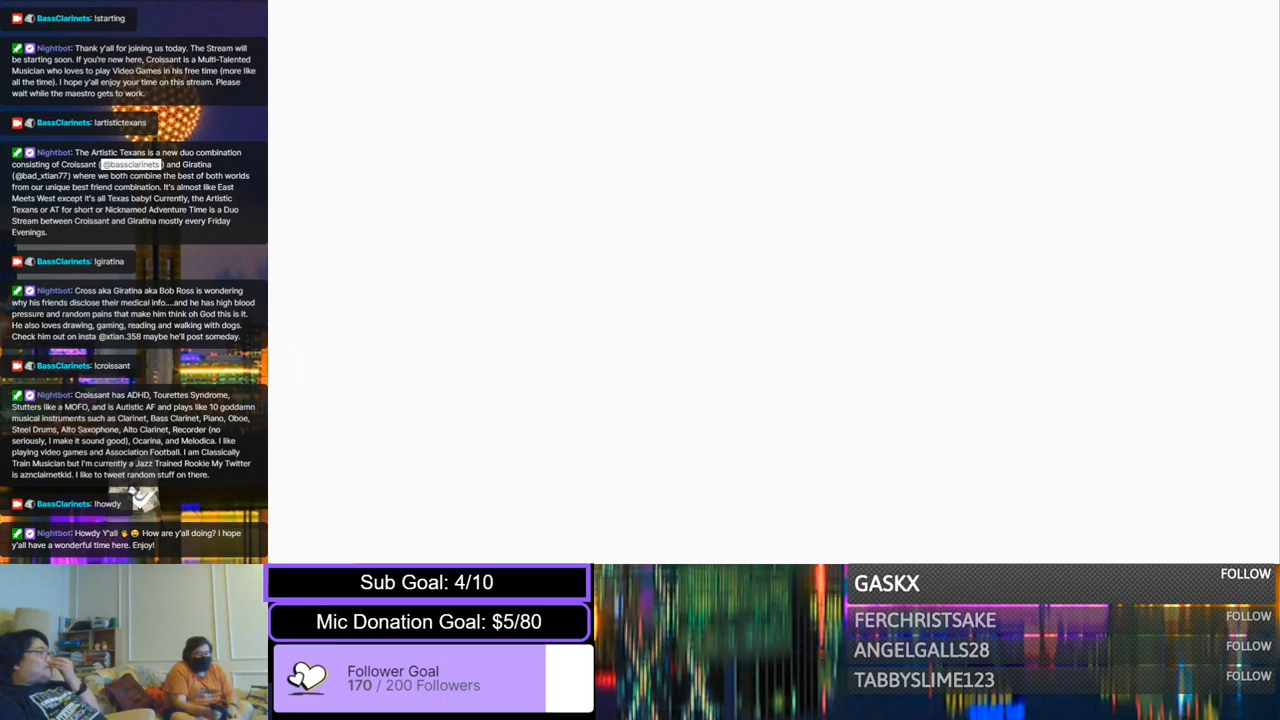 BassClarinets: !starting
Nightbot: Thank y'all for joining us today. The Stream will
be starting soon. If you're new here, Croissant is a Multi-Talented
Musician who loves to play Video Games in his free time (more like
all the time). I hope y'all enjoy your time on this stream. Please
wait while the maestro gets to work.
BassClarinets: !artistictexans
Nightbot: The Artistic Texans is a new duo combination
consisting of Croissant ( @bassclarinets ) and Giratina
(@bad_xtian77) where we both combine the best of both worlds
from our unique best friend combination. It's almost like East
Meets West except it's all Texas baby! Currently, the Artistic
Texans or AT for short or Nicknamed Adventure Time is a Duo
Stream between Croissant and Giratina mostly every Friday
Evenings.
BassClarinets: !giratina
Nightbot: Cross aka Giratina aka Bob Ross is wondering
why his friends disclose their medical info....and he has high blood
pressure and random pains that make him think oh God this is it.
He also loves drawing, gaming, reading and walking with dogs.
Check him out on insta @xtian.358 maybe he'll post someday.
BassClarinets: !croissant
Nightbot: Croissant has ADHD, Tourettes Syndrome,
Stutters like a MOFO, and is Autistic AF and plays like 10 goddamn
musical instruments such as Clarinet, Bass Clarinet, Piano, Oboe,
Steel Drums, Alto Saxophone, Alto Clarinet, Recorder (no
seriously, I make it sound good), Ocarina, and Melodica. I like
playing video games and Association Football. I am Classically
Train Musician but I'm currently a Jazz Trained Rookie My Twitter
is aznclairnetkid. I like to tweet random stuff on there.
BassClarinets: !howdy
Nightbot: Howdy Y'all 🖐 😄 How are y'all doing? I hope
y'all have a wonderful time here. Enjoy!
Sub Goal: 4/10
Mic Donation Goal: $5/80
Follower Goal
170 / 200 Followers
GASKX FOLLOW
FERCHRISTSAKE FOLLOW
ANGELGALLS28 FOLLOW
TABBYSLIME123 FOLLOW